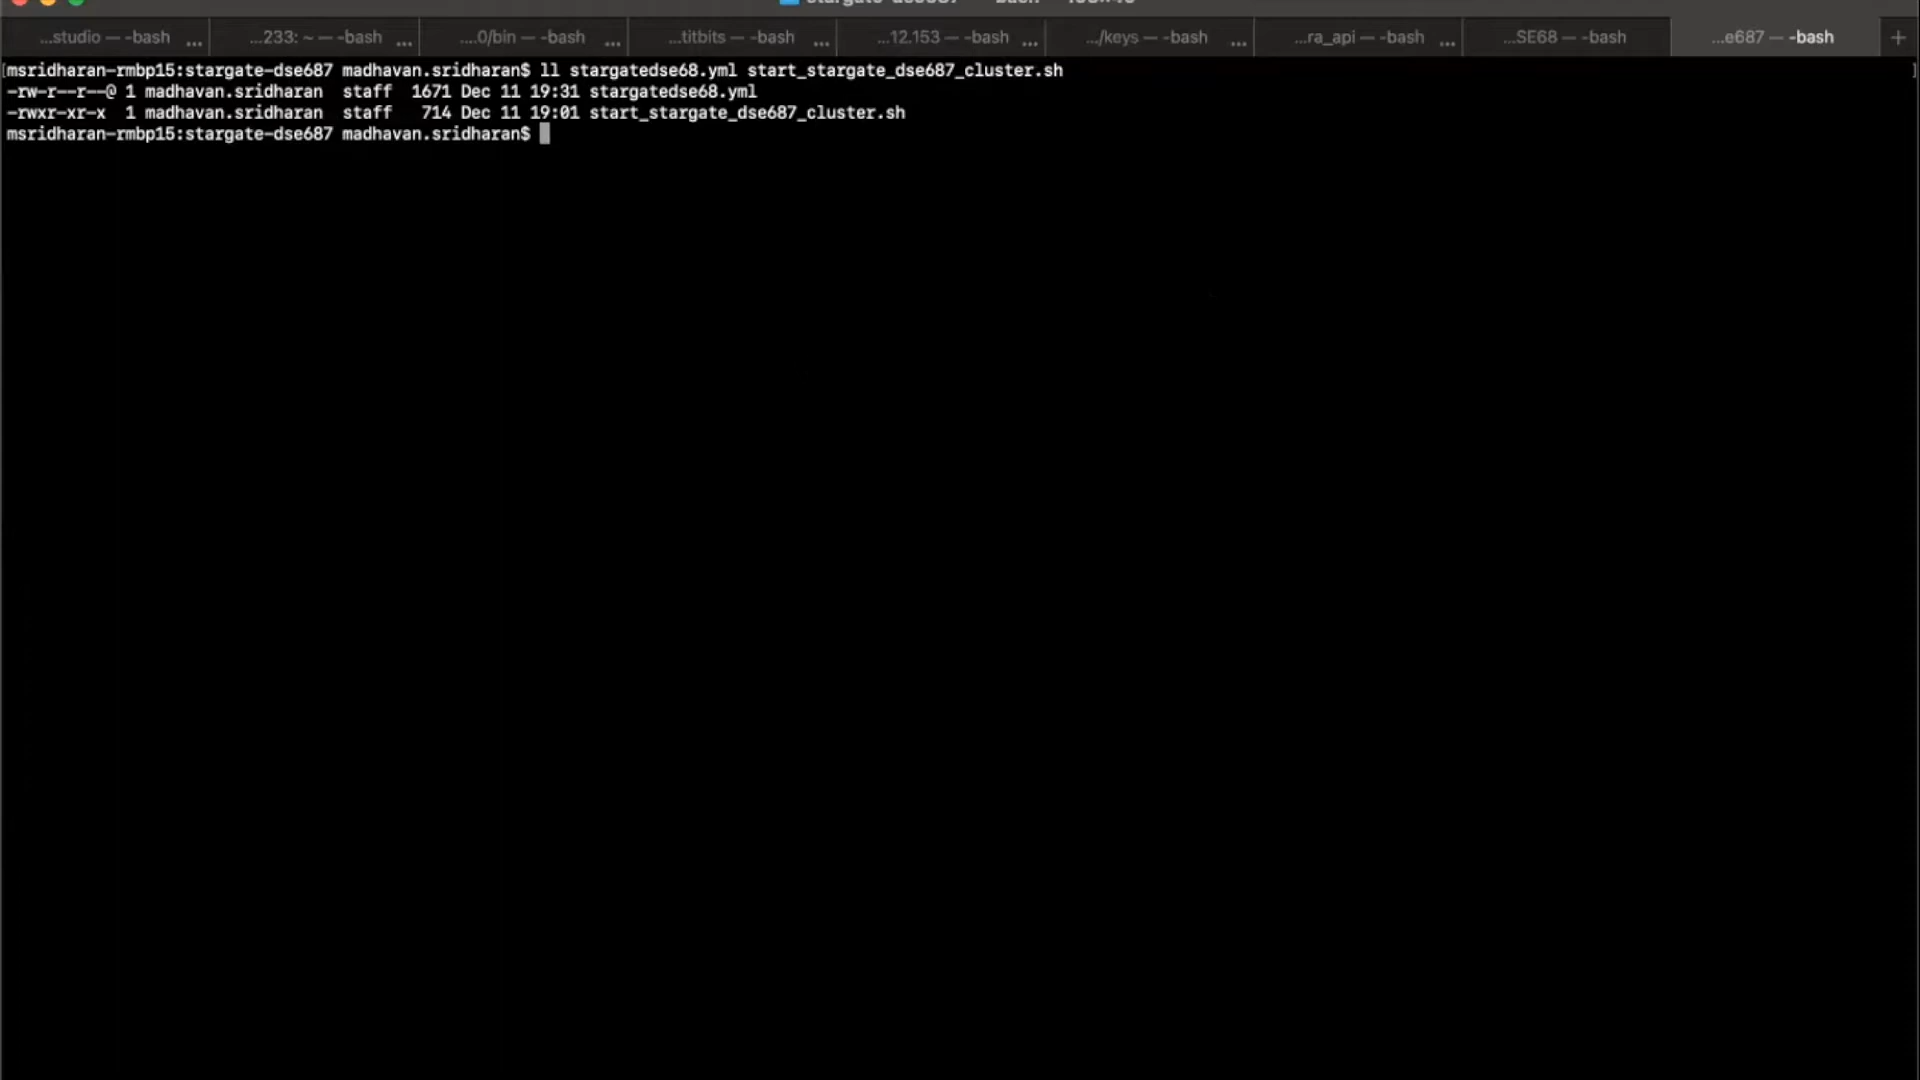 ...studio — -bash ...
...233: ~ — -bash ...
....0/bin — -bash ...
...titbits — -bash ...
...12.153 — -bash ...
.../keys — -bash ...
...ra_api — -bash ...
...SE68 — -bash
...e687 — -bash
+
[msridharan-rmbp15:stargate-dse687 madhavan.sridharan$ ll stargatedse68.yml start_stargate_dse687_cluster.sh ]
-rw-r--r--@ 1 madhavan.sridharan staff 1671 Dec 11 19:31 stargatedse68.yml
-rwxr-xr-x 1 madhavan.sridharan staff 714 Dec 11 19:01 start_stargate_dse687_cluster.sh
msridharan-rmbp15:stargate-dse687 madhavan.sridharan$